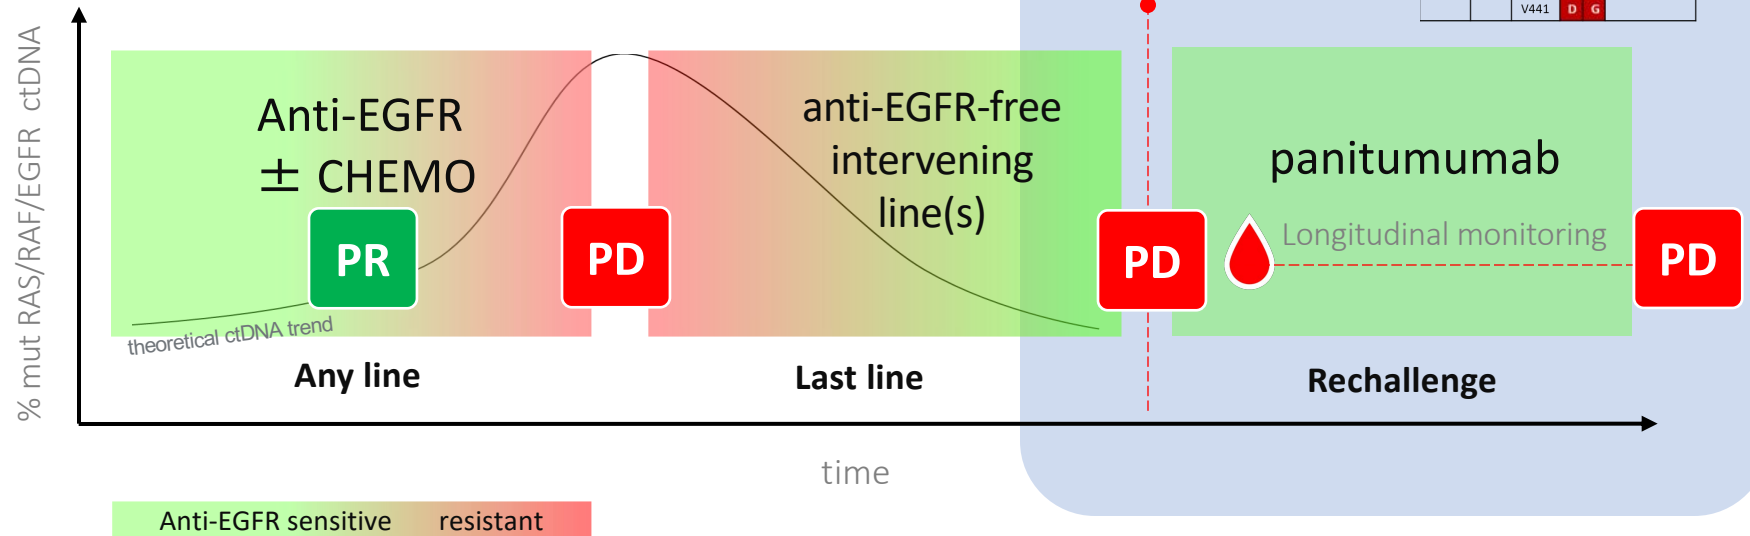 V441 D G
% mut RAS/RAF/EGFR ctDNA
Anti-EGFR
± CHEMO
PR
theoretical ctDNA trend
PD
anti-EGFR-free
intervening
line(s)
PD
panitumumab
Longitudinal monitoring
PD
Any line
Last line
Rechallenge
time
Anti-EGFR sensitive resistant